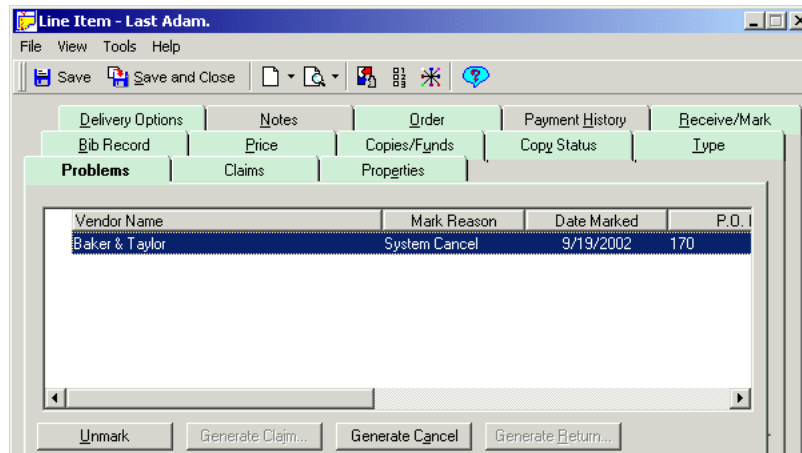 Line Item - Last Adam.
File View Tools Help
Save Save and Close
Delivery Options Notes Order Payment History Receive/Mark
Bib Record Price Copies/Funds Copy Status Type
Problems Claims Properties
Vendor Name Mark Reason Date Marked P.O.
Baker & Taylor System Cancel 9/19/2002 170
Unmark Generate Claim... Generate Cancel Generate Return...